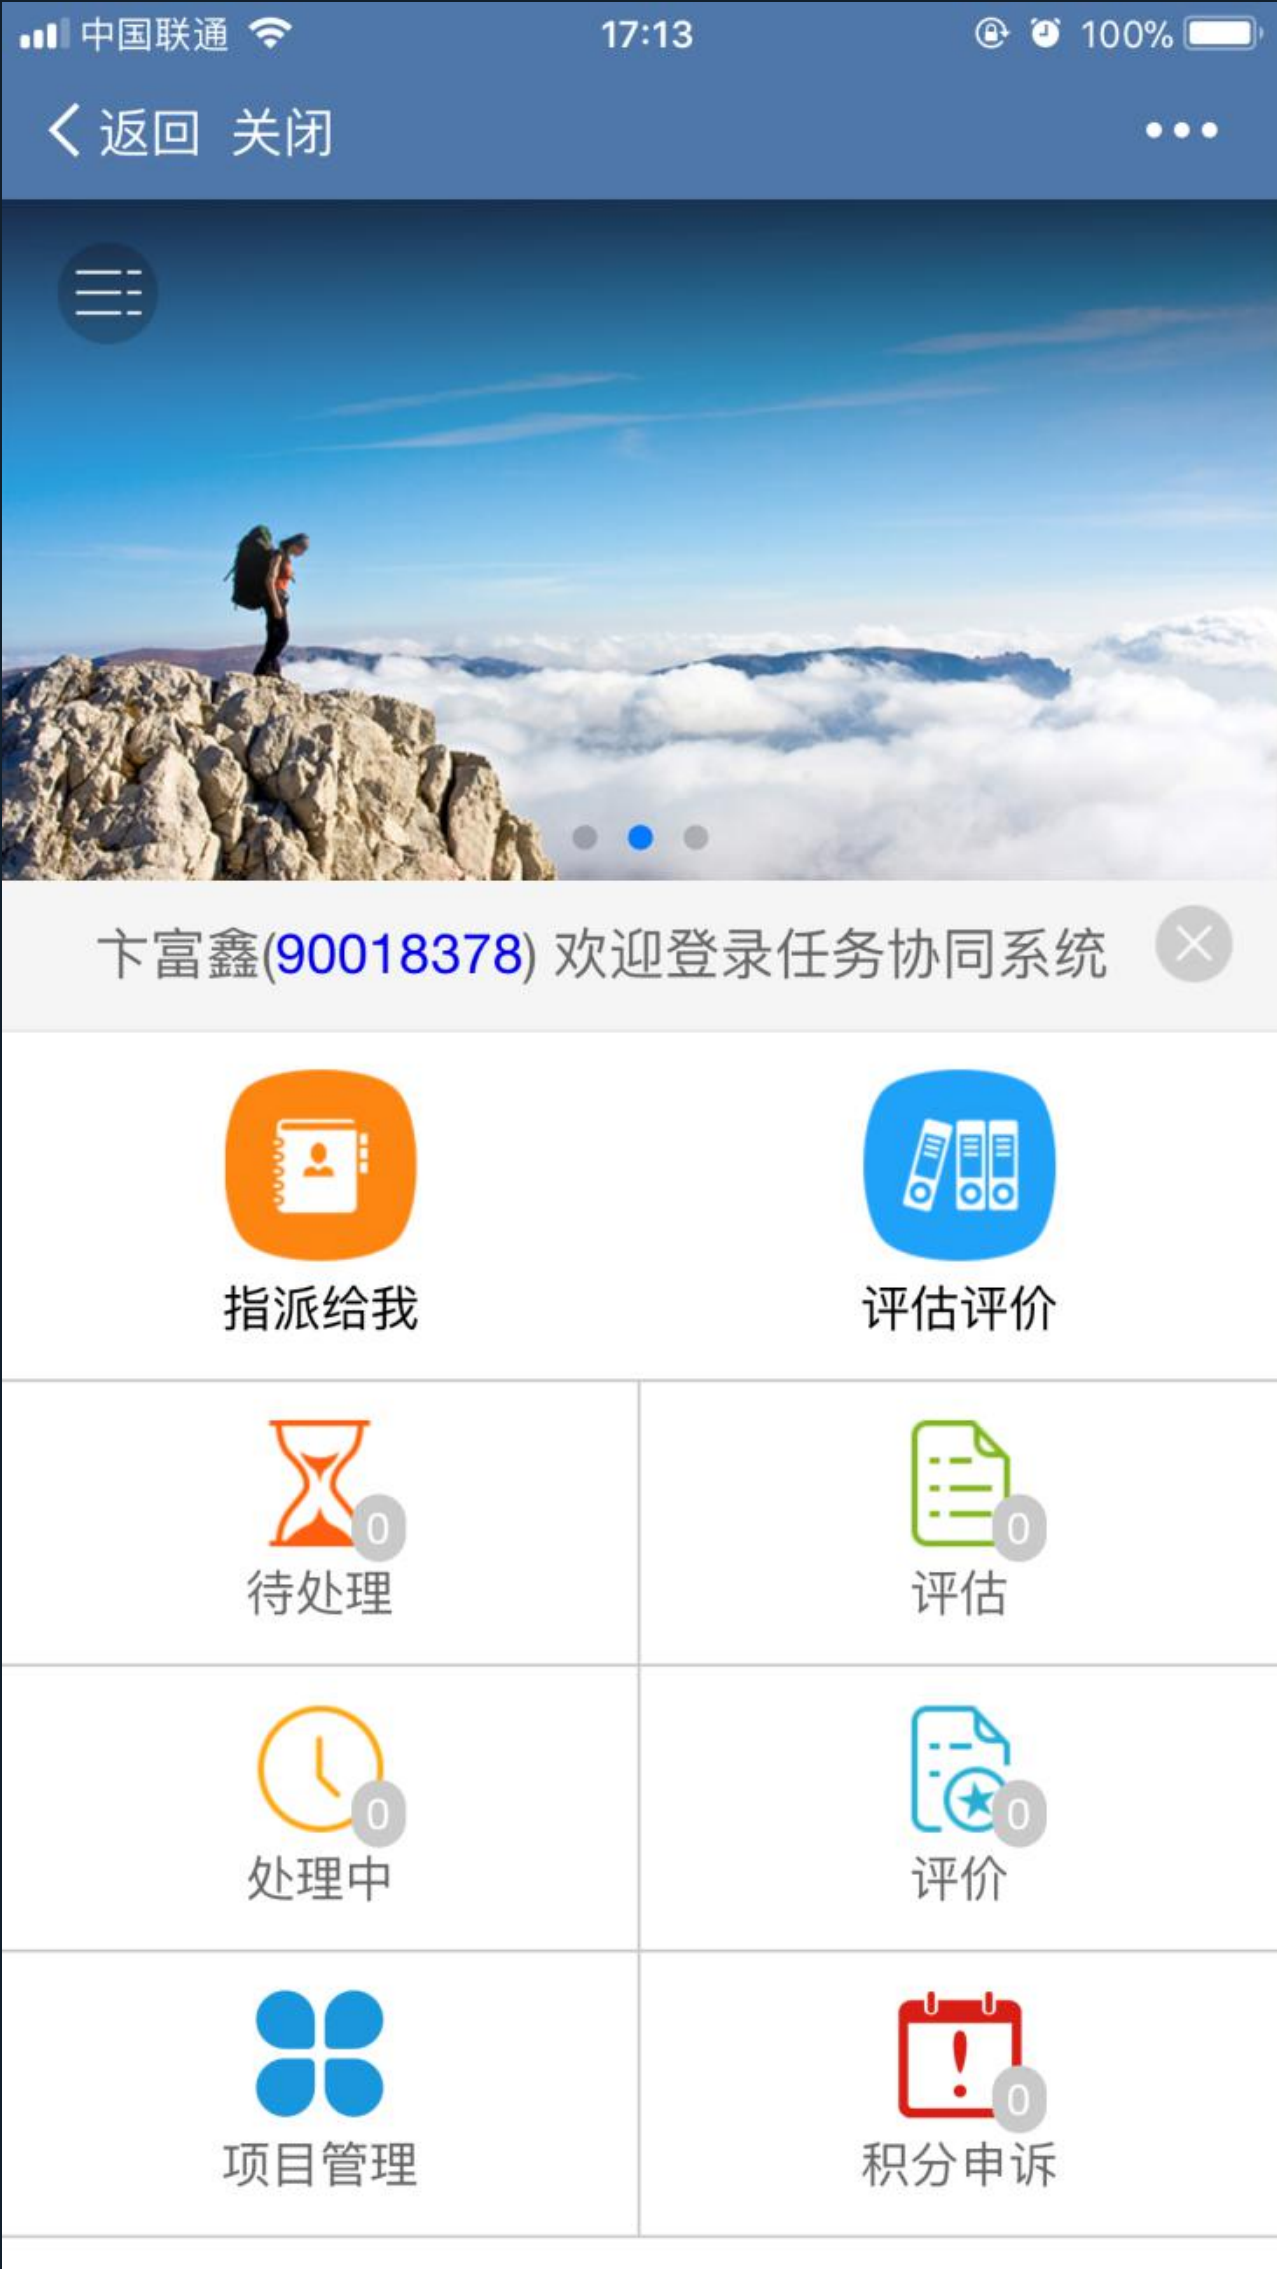 中国联通 17:13 100%
返回 关闭
卞富鑫(90018378) 欢迎登录任务协同系统
指派给我 评估评价
0 0
待处理 评估
0 0
处理中 评价
0
项目管理 积分申诉